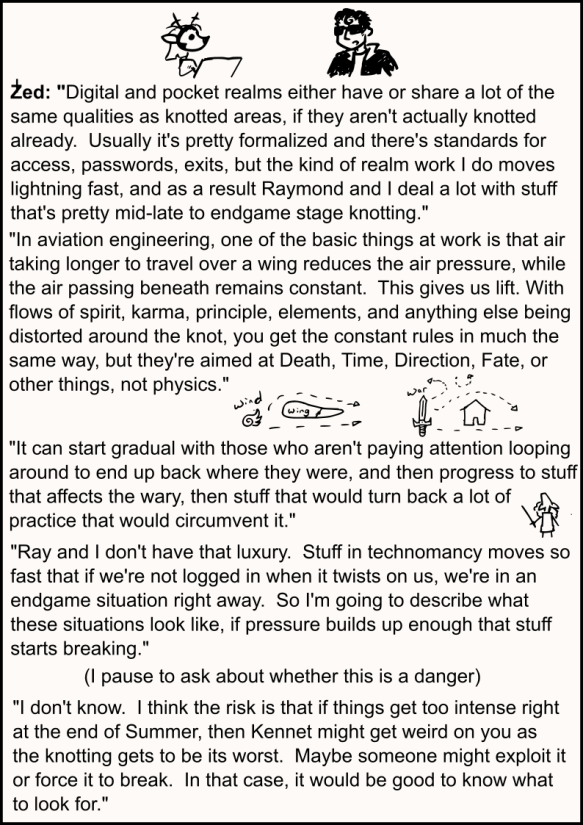 Zed: "Digital and pocket realms either have or share a lot of the
same qualities as knotted areas, if they aren't actually knotted
already.  Usually it's pretty formalized and there's standards for
access, passwords, exits, but the kind of realm work I do moves
lightning fast, and as a result Raymond and I deal a lot with stuff
that's pretty mid-late to endgame stage knotting."
"In aviation engineering, one of the basic things at work is that air
taking longer to travel over a wing reduces the air pressure, while
the air passing beneath remains constant.  This gives us lift. With
flows of spirit, karma, principle, elements, and anything else being
distorted around the knot, you get the constant rules in much the
same way, but they're aimed at Death, Time, Direction, Fate, or
other things, not physics."
wind
wing
war
"It can start gradual with those who aren't paying attention looping
around to end up back where they were, and then progress to stuff
that affects the wary, then stuff that would turn back a lot of
practice that would circumvent it."
"Ray and I don't have that luxury.  Stuff in technomancy moves so
fast that if we're not logged in when it twists on us, we're in an
endgame situation right away.  So I'm going to describe what
these situations look like, if pressure builds up enough that stuff
starts breaking."
(I pause to ask about whether this is a danger)
"I don't know.  I think the risk is that if things get too intense right
at the end of Summer, then Kennet might get weird on you as
the knotting gets to be its worst.  Maybe someone might exploit it
or force it to break.  In that case, it would be good to know what
to look for."